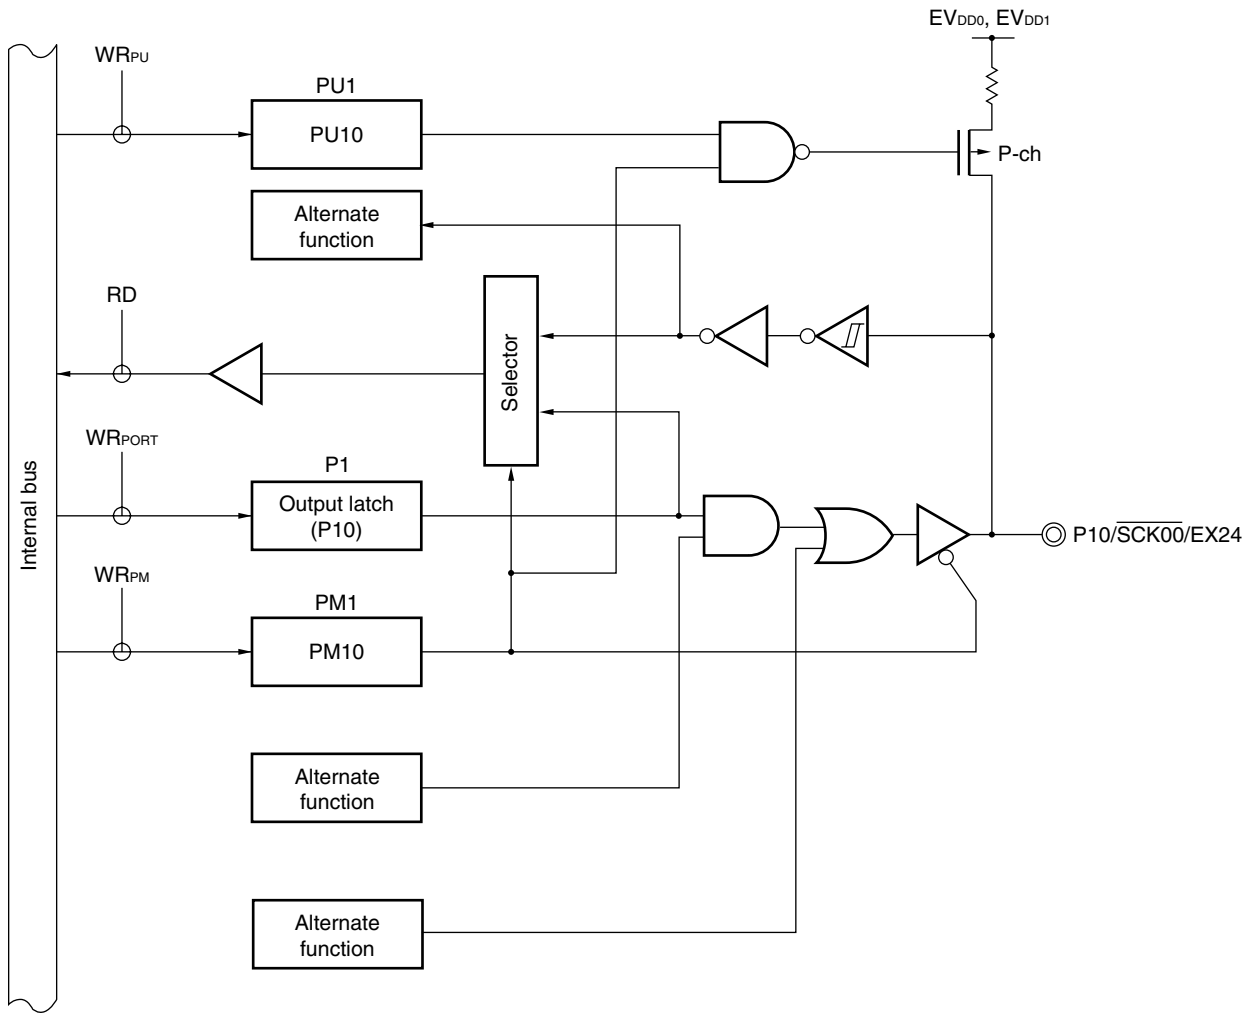 EVDD0, EVDD1
WRPU
PU1
PU10
P-ch
Alternate
function
RD
Selector
WRPORT
P1
Output latch
(P10)
Internal bus
P10/SCK00/EX24
WRPM
PM1
PM10
Alternate
function
Alternate
function